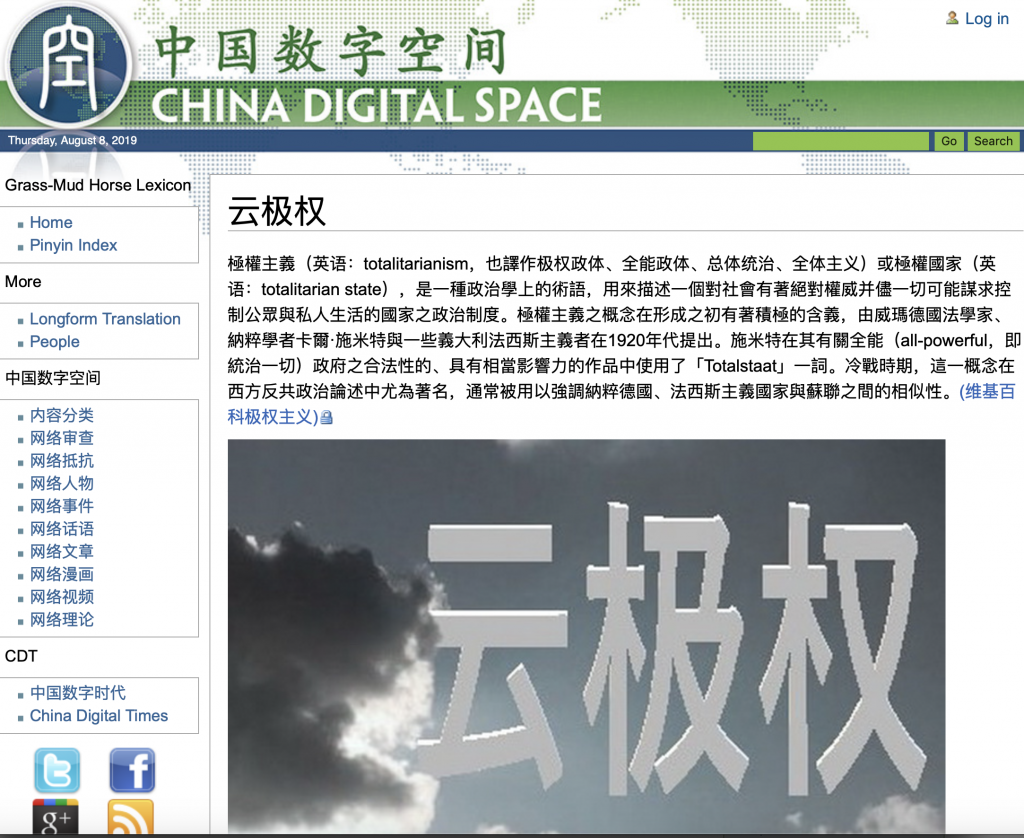 中国数字空间
CHINA DIGITAL SPACE
Log in
Thursday, August 8, 2019
Go
Search
Grass-Mud Horse Lexicon
Home
Pinyin Index
More
Longform Translation
People
中国数字空间
内容分类
网络审查
网络抵抗
网络人物
网络事件
网络话语
网络文章
网络漫画
网络视频
网络理论
CDT
中国数字时代
China Digital Times
g+
云极权
極權主義（英语：totalitarianism，也譯作极权政体、全能政体、总体统治、全体主义）或極權國家（英
语：totalitarian state）, 是一種政治學上的術語，用來描述一個對社會有著絕對權威并儘一切可能謀求控
制公眾與私人生活的國家之政治制度。極權主義之概念在形成之初有著積極的含義，由威瑪德國法學家、
納粹學者卡爾·施米特與一些義大利法西斯主義者在1920年代提出。施米特在其有關全能（all-powerful，即
統治一切）政府之合法性的、具有相當影響力的作品中使用了「Totalstaat」一詞。冷戰時期，這一概念在
西方反共政治論述中尤為著名，通常被用以強調納粹德國、法西斯主義國家與蘇聯之間的相似性。(维基百
科极权主义)
云极权